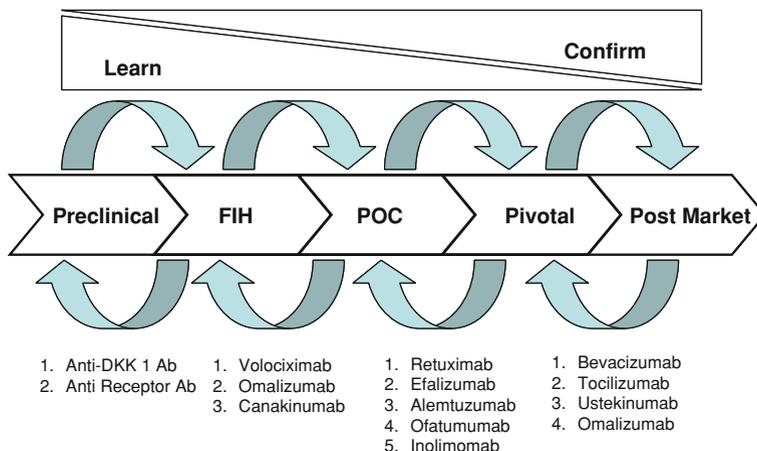 Learn
Confirm
Preclinical
FIH
POC
Pivotal
Post Market
1. Anti-DKK 1 Ab
2. Anti Receptor Ab
1. Volociximab
2. Omalizumab
3. Canakinumab
1. Retuximab
2. Efalizumab
3. Alemtuzumab
4. Ofatumumab
5. Inolimomab
1. Bevacizumab
2. Tocilizumab
3. Ustekinumab
4. Omalizumab